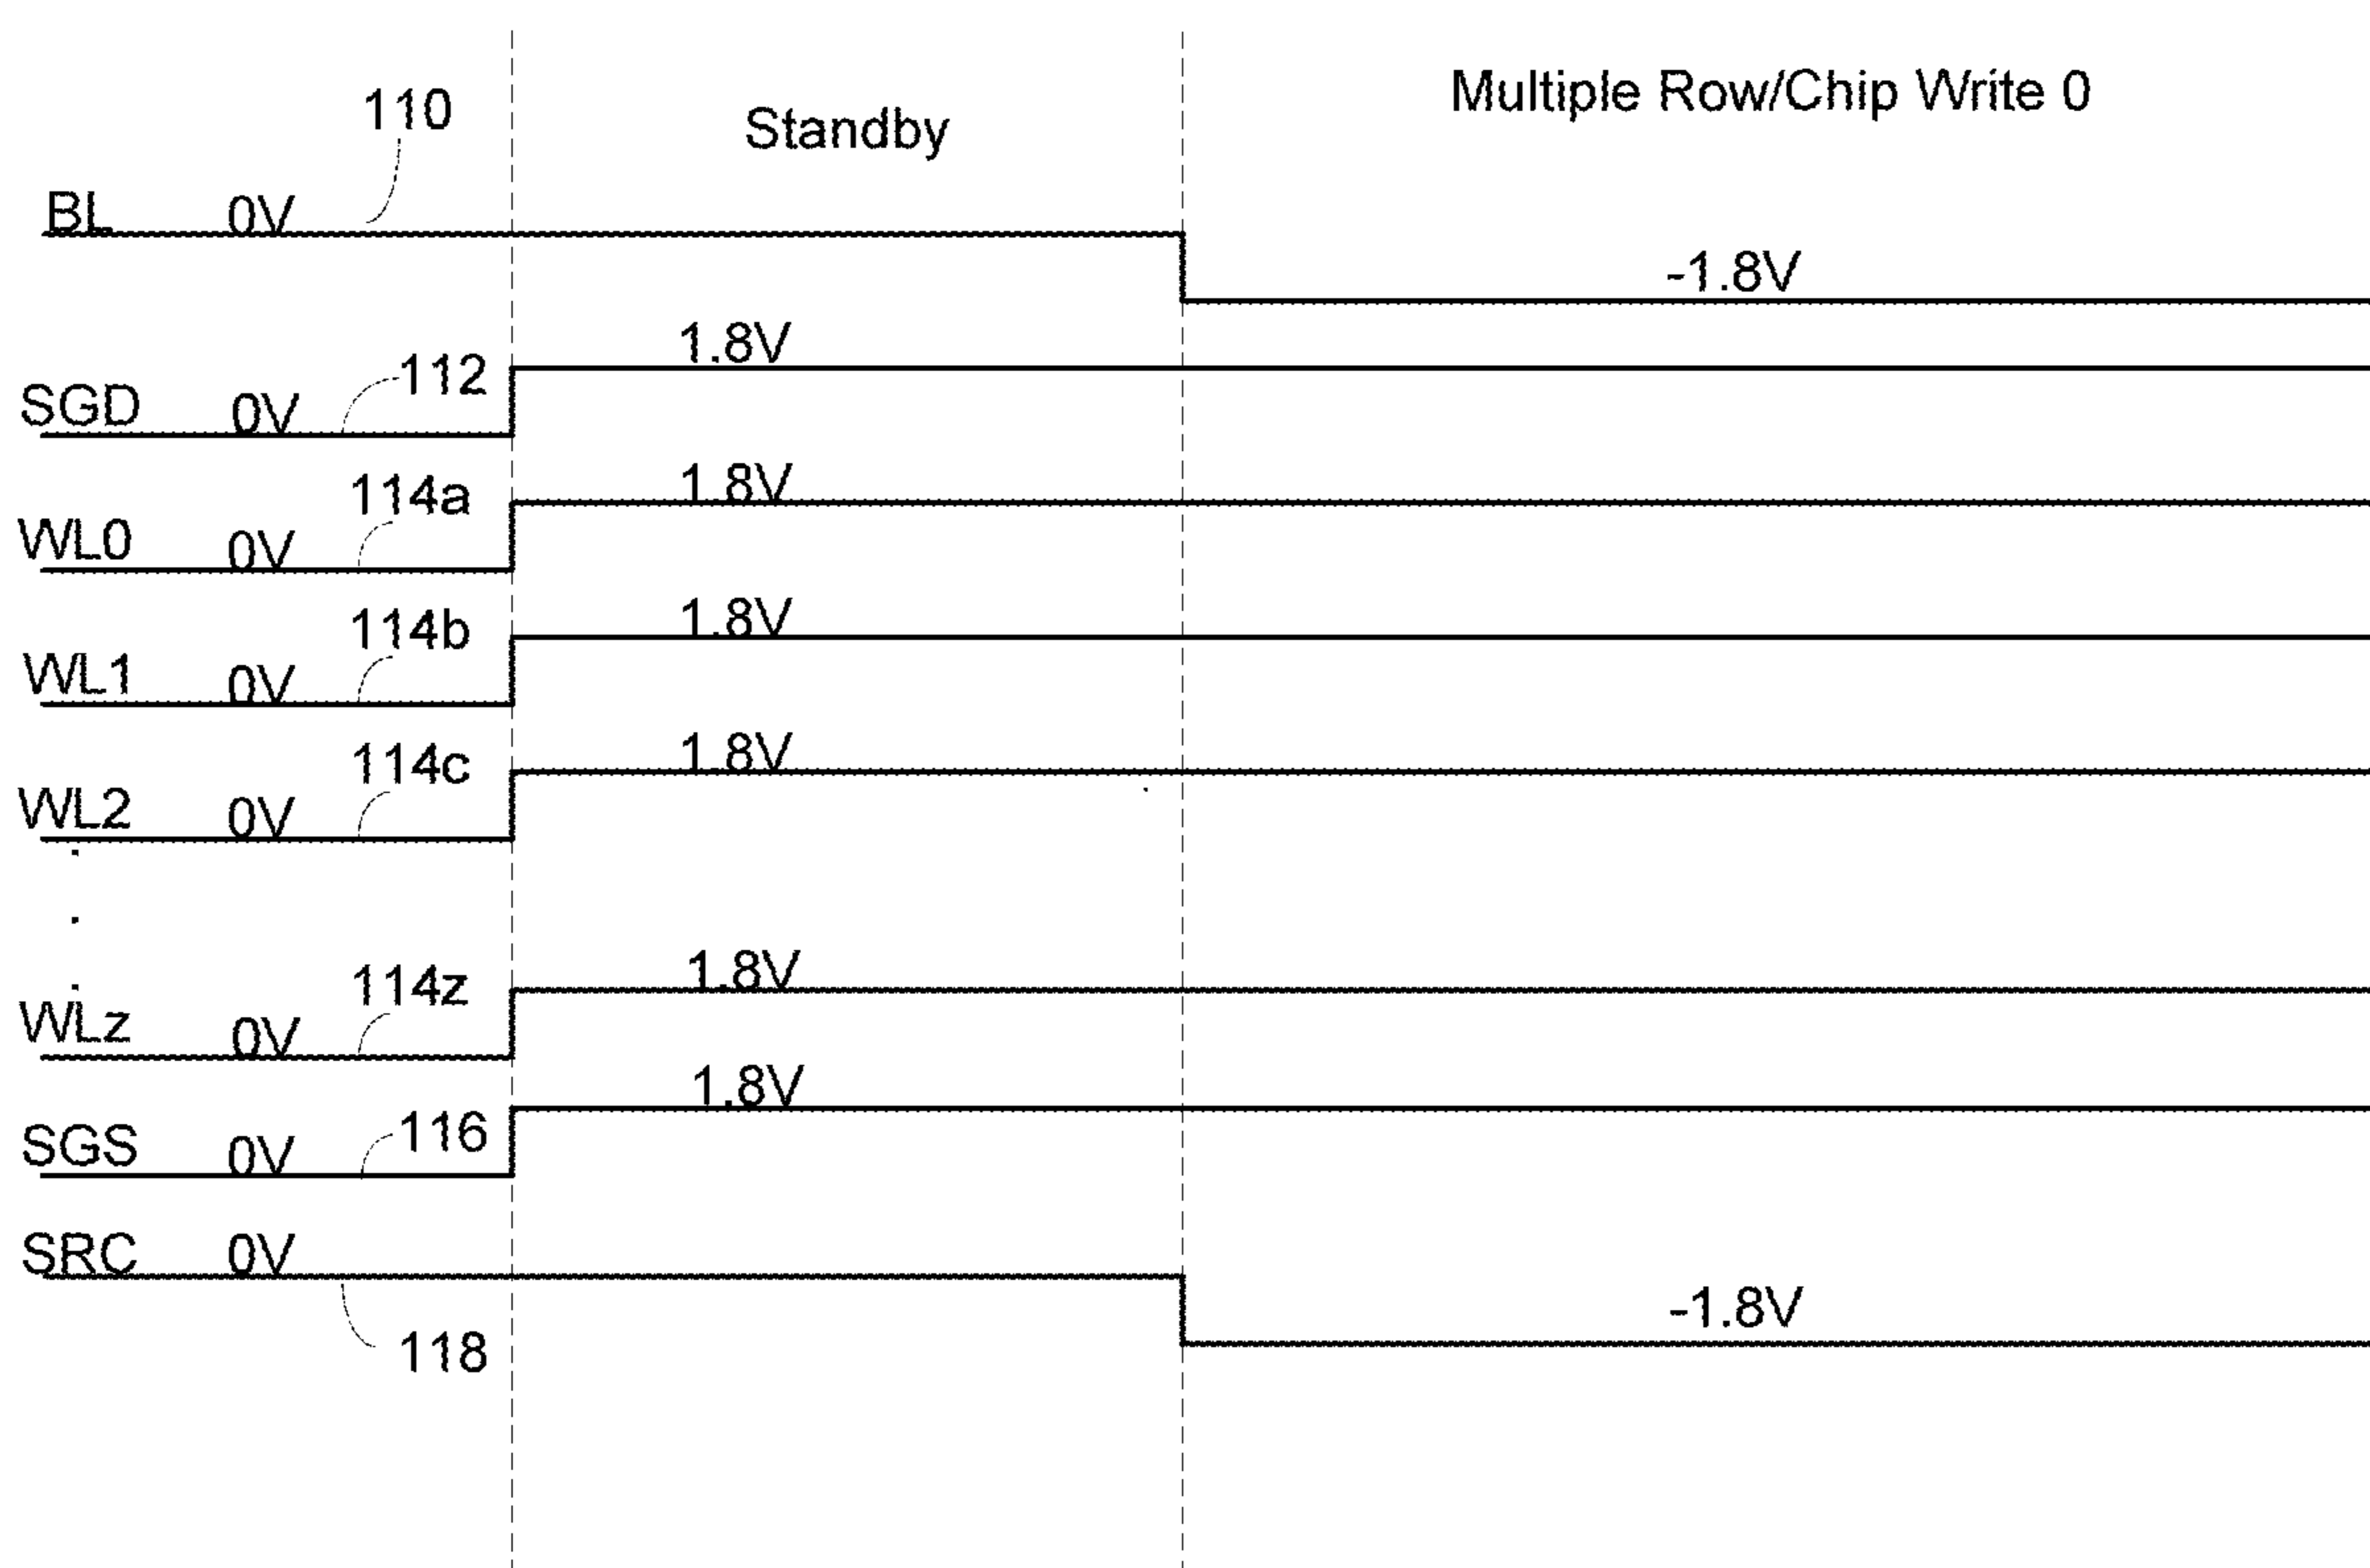 Multiple Row/Chip Write 0
110
Standby
BL 0V
-1.8V
1.8V
112
SGD 0V
1.8V
114a
WL0 0V
1.8V
114b
WL1 0V
1.8V
114c
WL2 0V
.
.
.
1.8V
114z
WLz 0V
1.8V
116
SGS 0V
SRC 0V
-1.8V
118